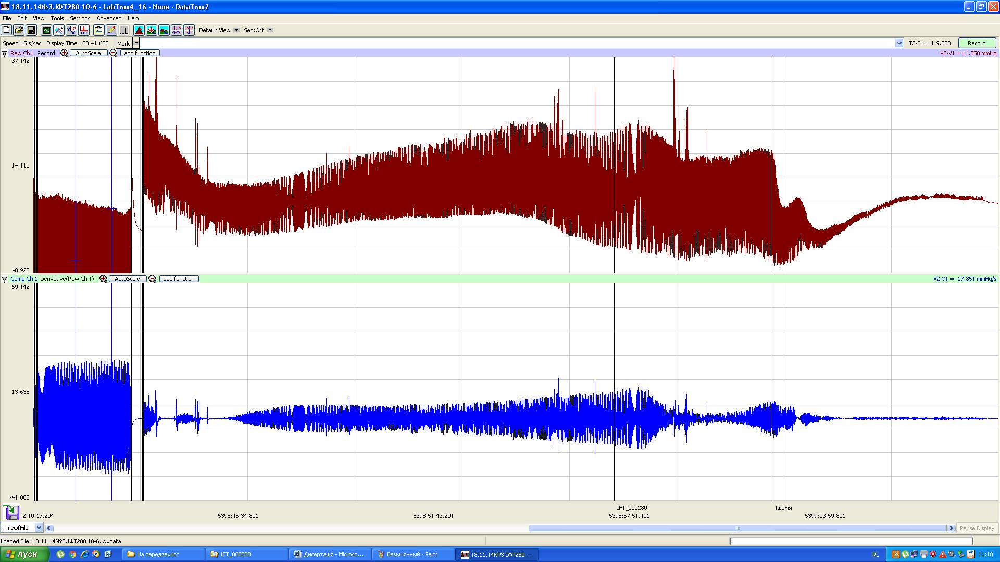 18.11.14№3.ІФТ280 10-6 - LabTrax4_16 - None - DataTrax2
File Edit View Tools Settings Advanced Help
Default View Seq:Off
Speed : 5 s/sec Display Time : 30:41.600 Mark T2-T1 = 1:9.000 Record
Raw Ch 1 Record AutoScale add function V2-V1 = 11.058 mmHg
37.142
14.111
-8.920
Comp Ch 1 Derivative(Raw Ch 1) AutoScale add function V2-V1 = -17.851 mmHg/s
69.142
13.638
-41.865
IFT_000280 Ішемія
2:10:17.204 5398:45:34.801 5398:51:43.201 5398:57:51.401 5399:03:59.801
TimeOfFile Pause Display
Loaded File: 18.11.14№3.ІФТ280 10-6.iwxdata
пуск На передзахист IFT_000280 Дисертація - Microso... Безымянный - Paint 18.11.14№3.ІФТ280... RL 11:18